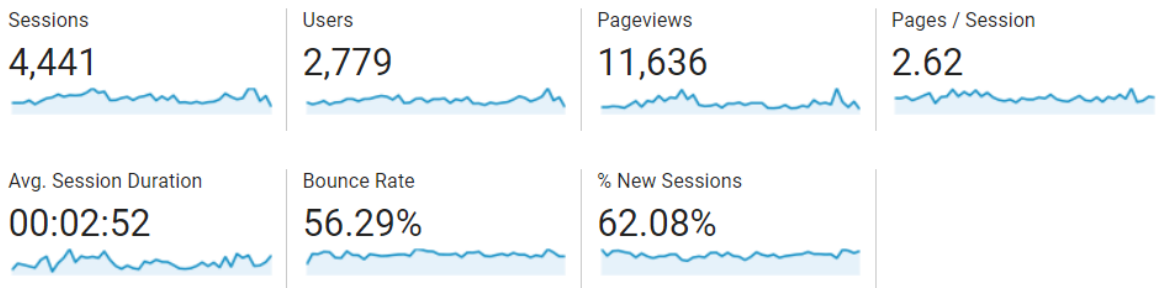 Sessions
4,441
Users
2,779
Pageviews
11,636
Pages / Session
2.62
Avg. Session Duration
00:02:52
Bounce Rate
56.29%
% New Sessions
62.08%